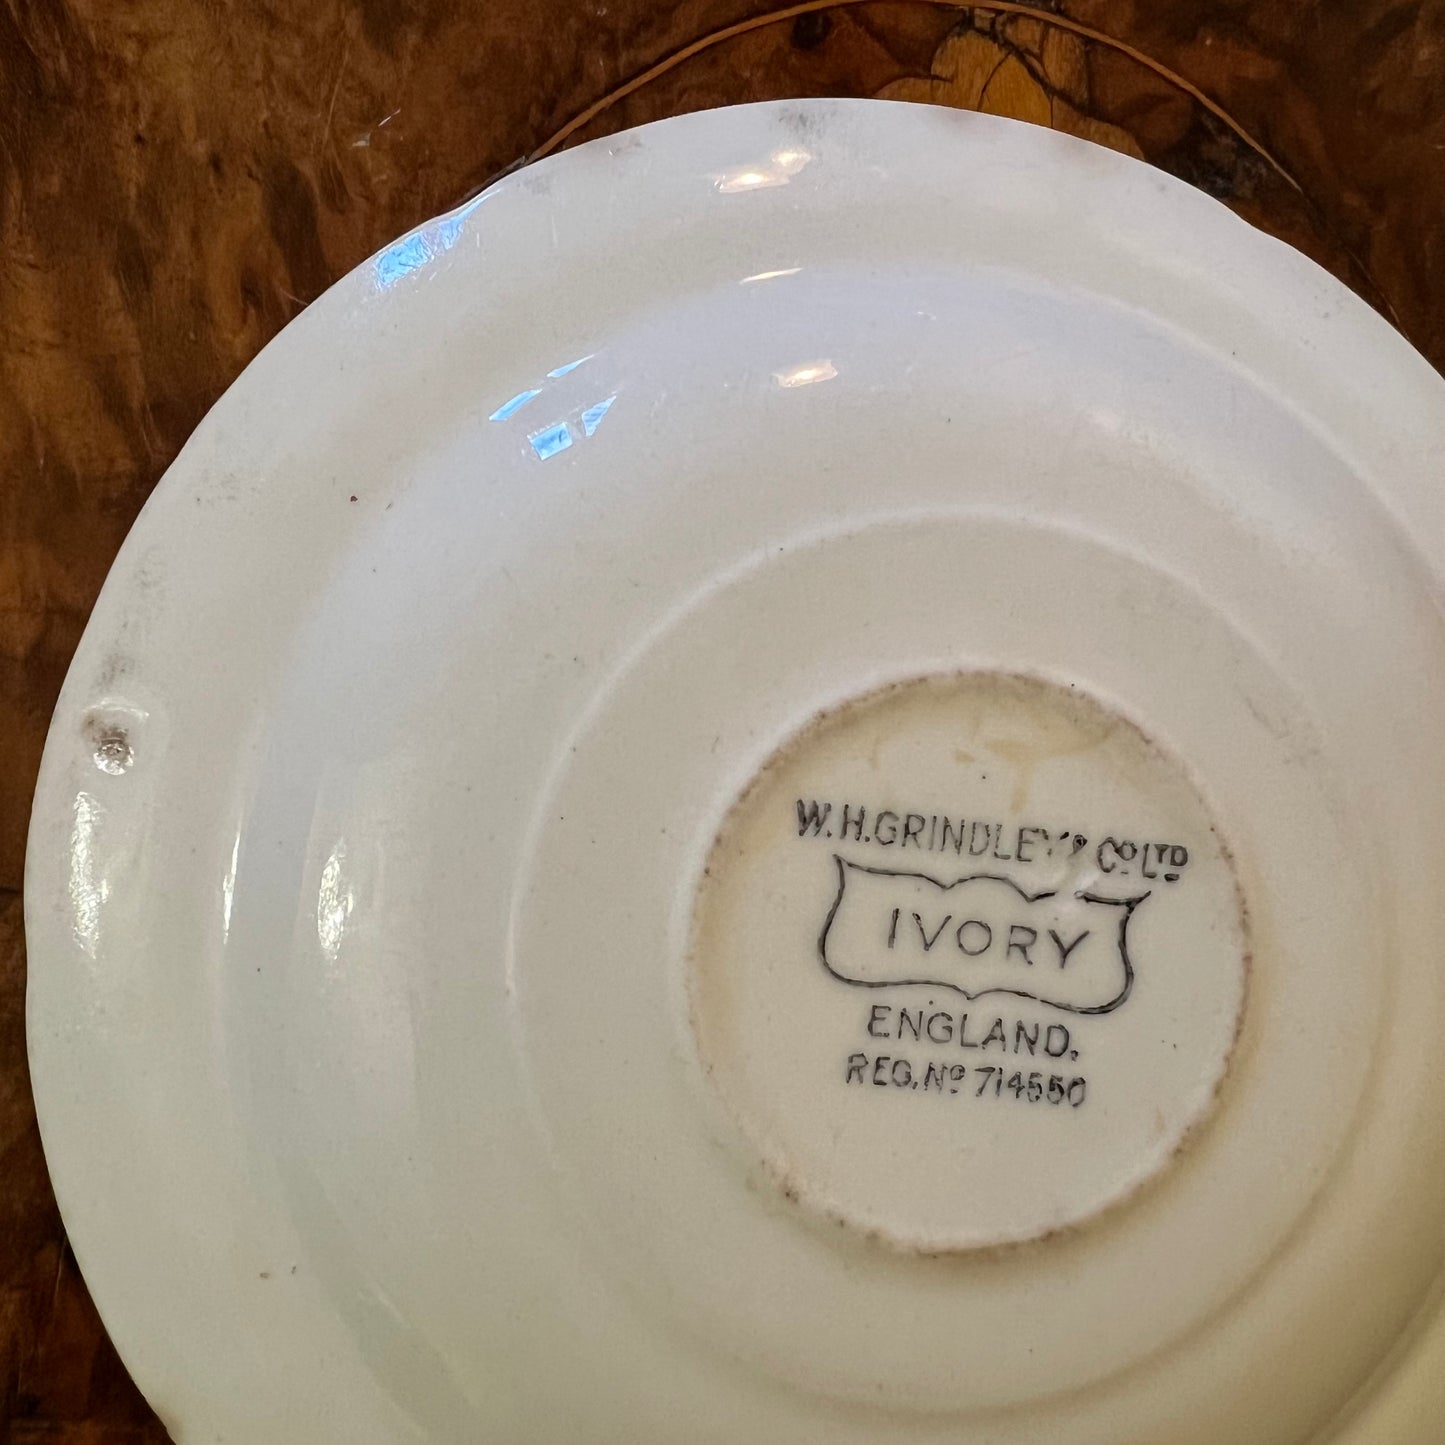 W.H.GRINDLEY & Cº LTD
IVORY
ENGLAND.
REG. Nº 714550